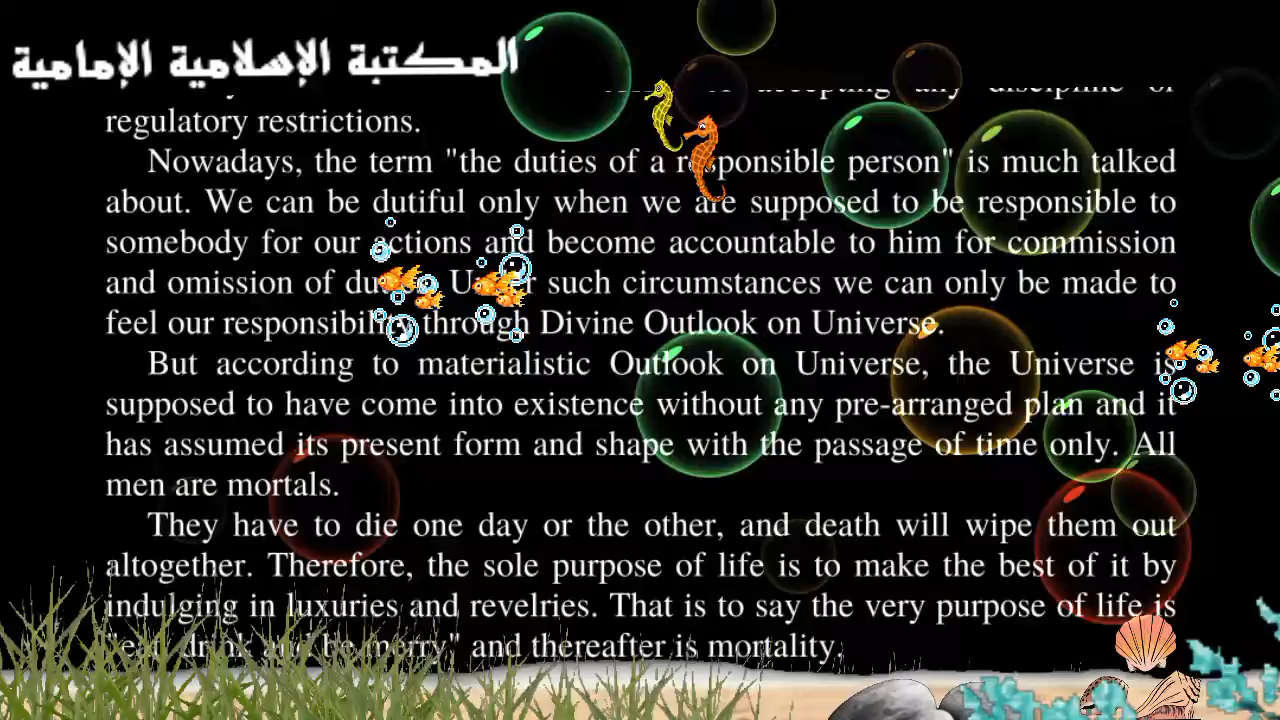 المكتبة الإسلامية الإمامية
accepting any discipline or
regulatory restrictions.
Nowadays, the term "the duties of a responsible person" is much talked
about. We can be dutiful only when we are supposed to be responsible to
somebody for our actions and become accountable to him for commission
and omission of duties. Under such circumstances we can only be made to
feel our responsibility through Divine Outlook on Universe.
But according to materialistic Outlook on Universe, the Universe is
supposed to have come into existence without any pre-arranged plan and it
has assumed its present form and shape with the passage of time only. All
men are mortals.
They have to die one day or the other, and death will wipe them out
altogether. Therefore, the sole purpose of life is to make the best of it by
indulging in luxuries and revelries. That is to say the very purpose of life is
"eat, drink and be merry" and thereafter is mortality.